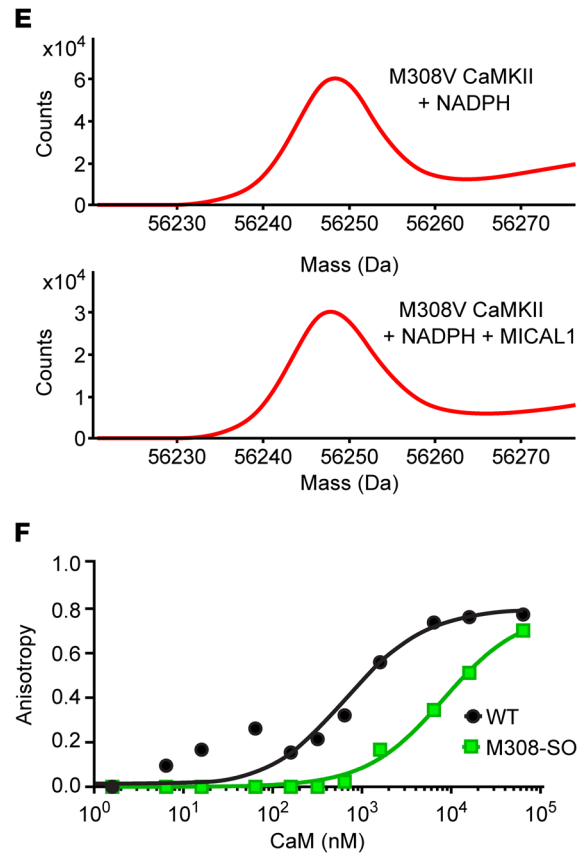 E
x10⁴
M308V CaMKII
+ NADPH
Counts
6
4
2
0
56230 56240 56250 56260 56270
Mass (Da)
x10⁴
M308V CaMKII
+ NADPH + MICAL1
Counts
3
2
1
0
56230 56240 56250 56260 56270
Mass (Da)
F
Anisotropy
1.0
0.8
0.6
0.4
0.2
0.0
WT
M308-SO
10⁰ 10¹ 10² 10³ 10⁴ 10⁵
CaM (nM)